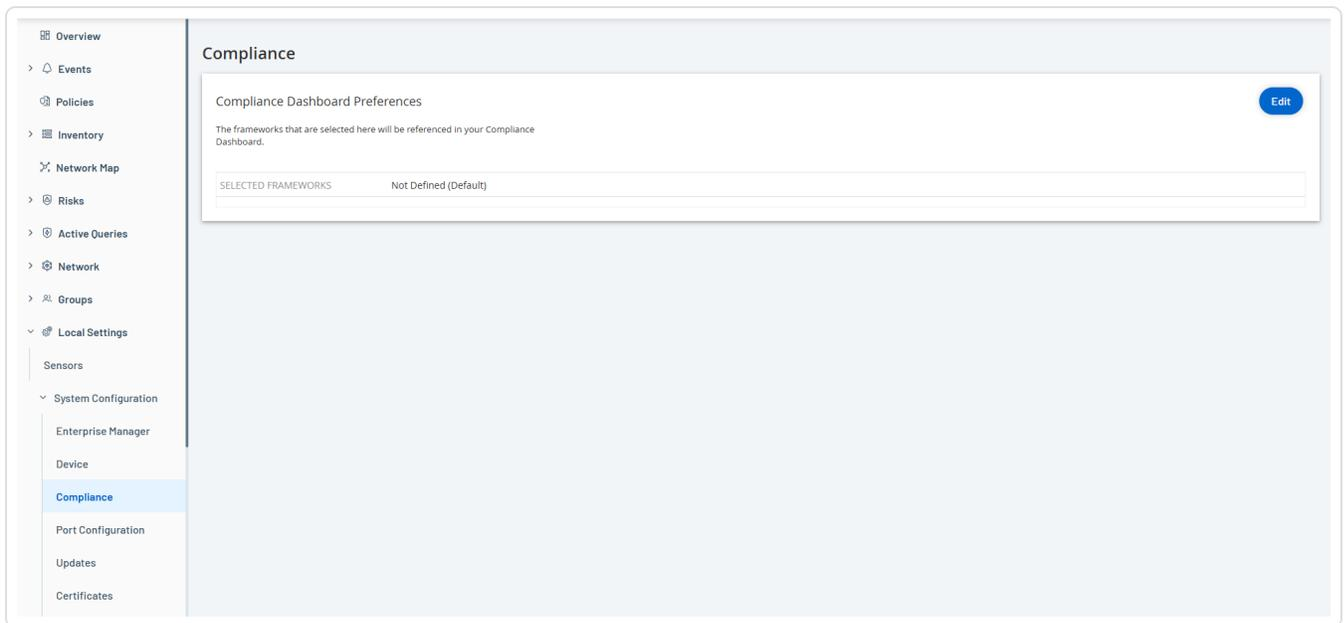 Overview
Events
Policies
Inventory
Network Map
Risks
Active Queries
Network
Groups
Local Settings
Sensors
System Configuration
Enterprise Manager
Device
Compliance
Port Configuration
Updates
Certificates
Compliance
Compliance Dashboard Preferences
Edit
The frameworks that are selected here will be referenced in your Compliance
Dashboard.
SELECTED FRAMEWORKS Not Defined (Default)